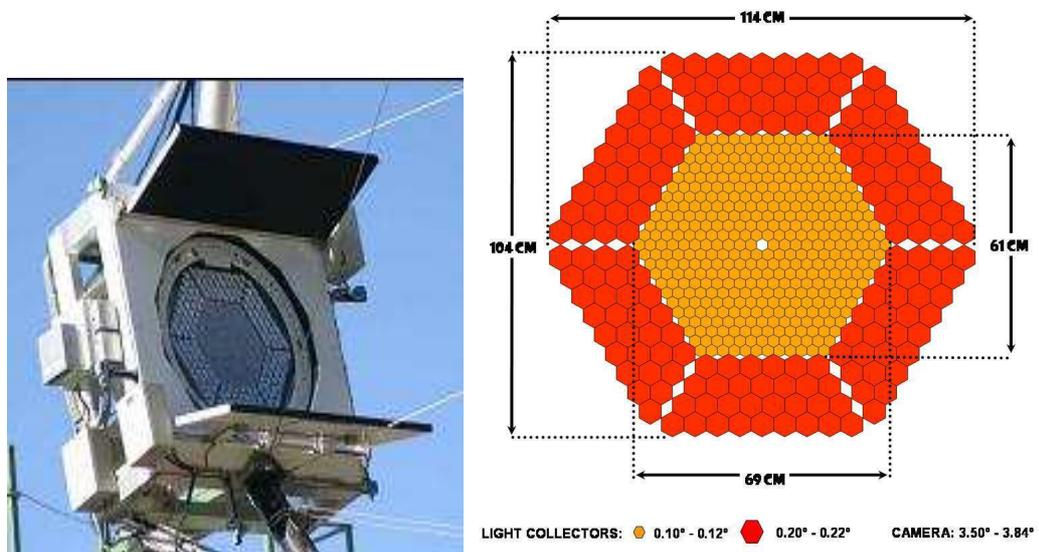 114 CM
104 CM
61 CM
69 CM
LIGHT COLLECTORS: 0.10° - 0.12° 0.20° - 0.22° CAMERA: 3.50° - 3.84°